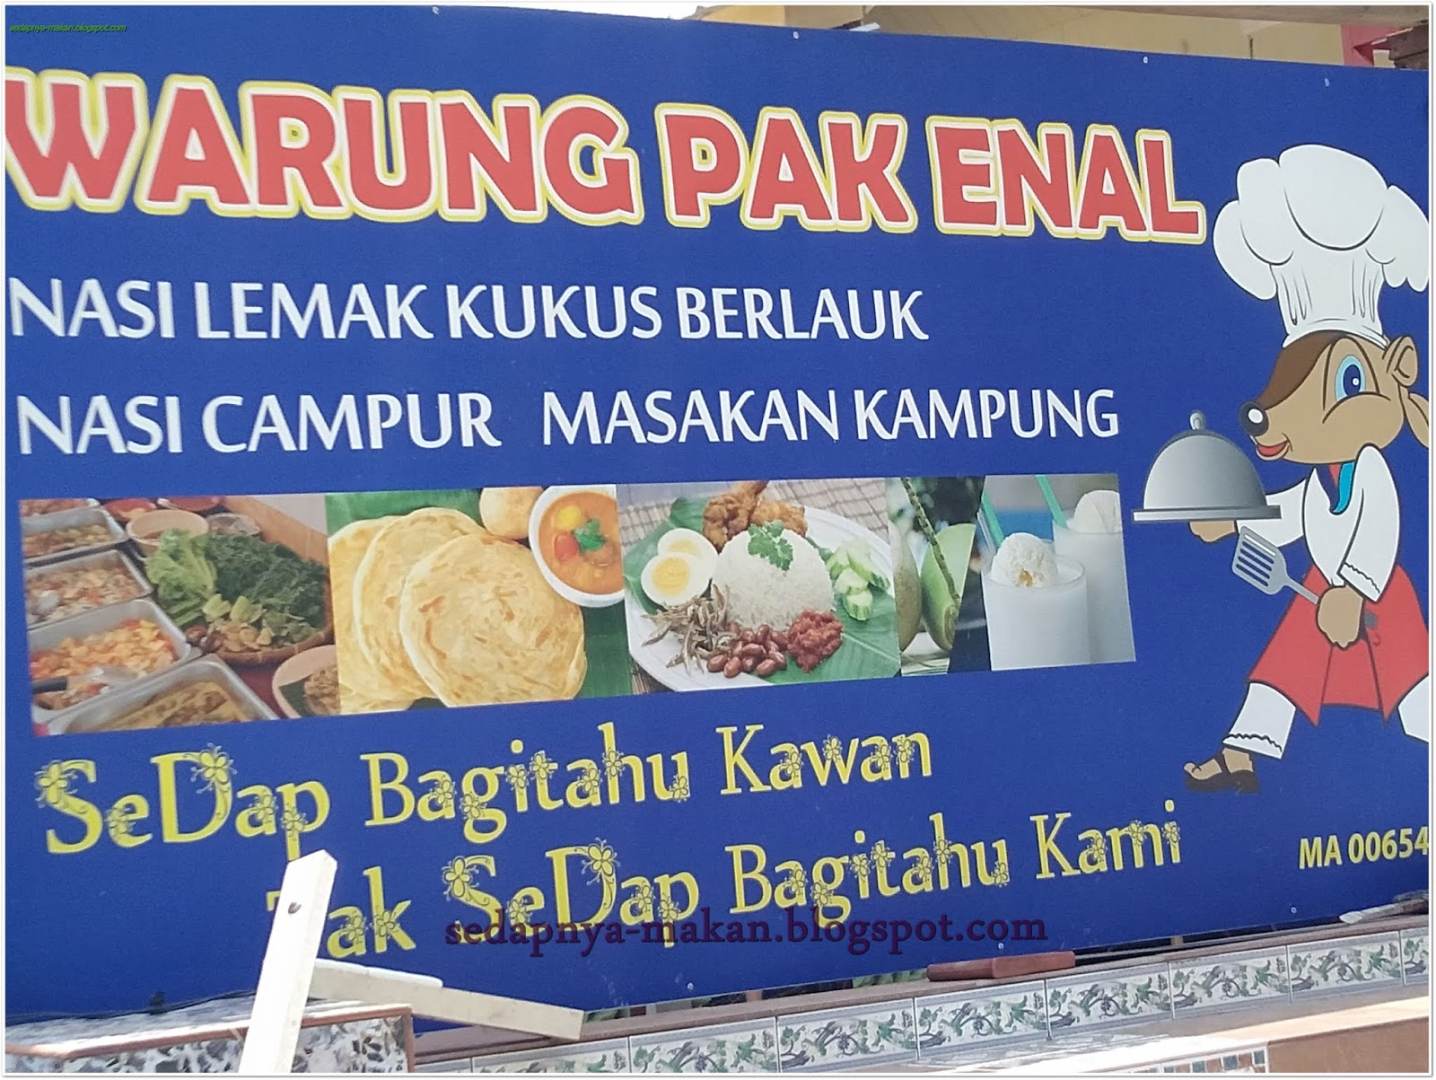 sedapnya-makan.blogspot.com
WARUNG PAK ENAL
NASI LEMAK KUKUS BERLAUK
NASI CAMPUR MASAKAN KAMPUNG
SeDap Bagitahu Kawan
Tak SeDap Bagitahu Kami
MA 00654
sedapnya-makan.blogspot.com